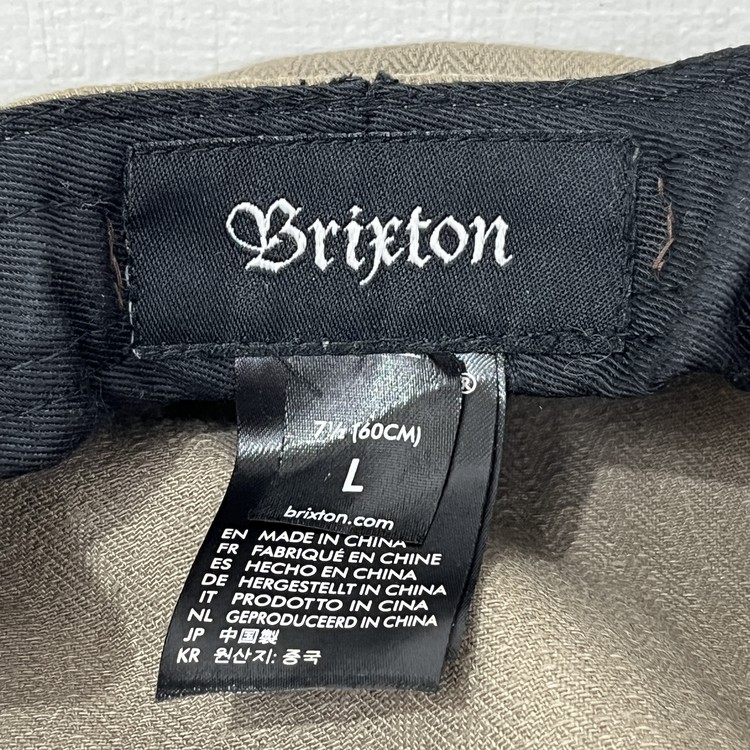 Brixton
®
7½ (60CM)
L
brixton.com
EN MADE IN CHINA
FR FABRIQUÉ EN CHINE
ES HECHO EN CHINA
DE HERGESTELLT IN CHINA
IT PRODOTTO IN CINA
NL GEPRODUCEERD IN CHINA
JP 中国製
KR 원산지: 중국